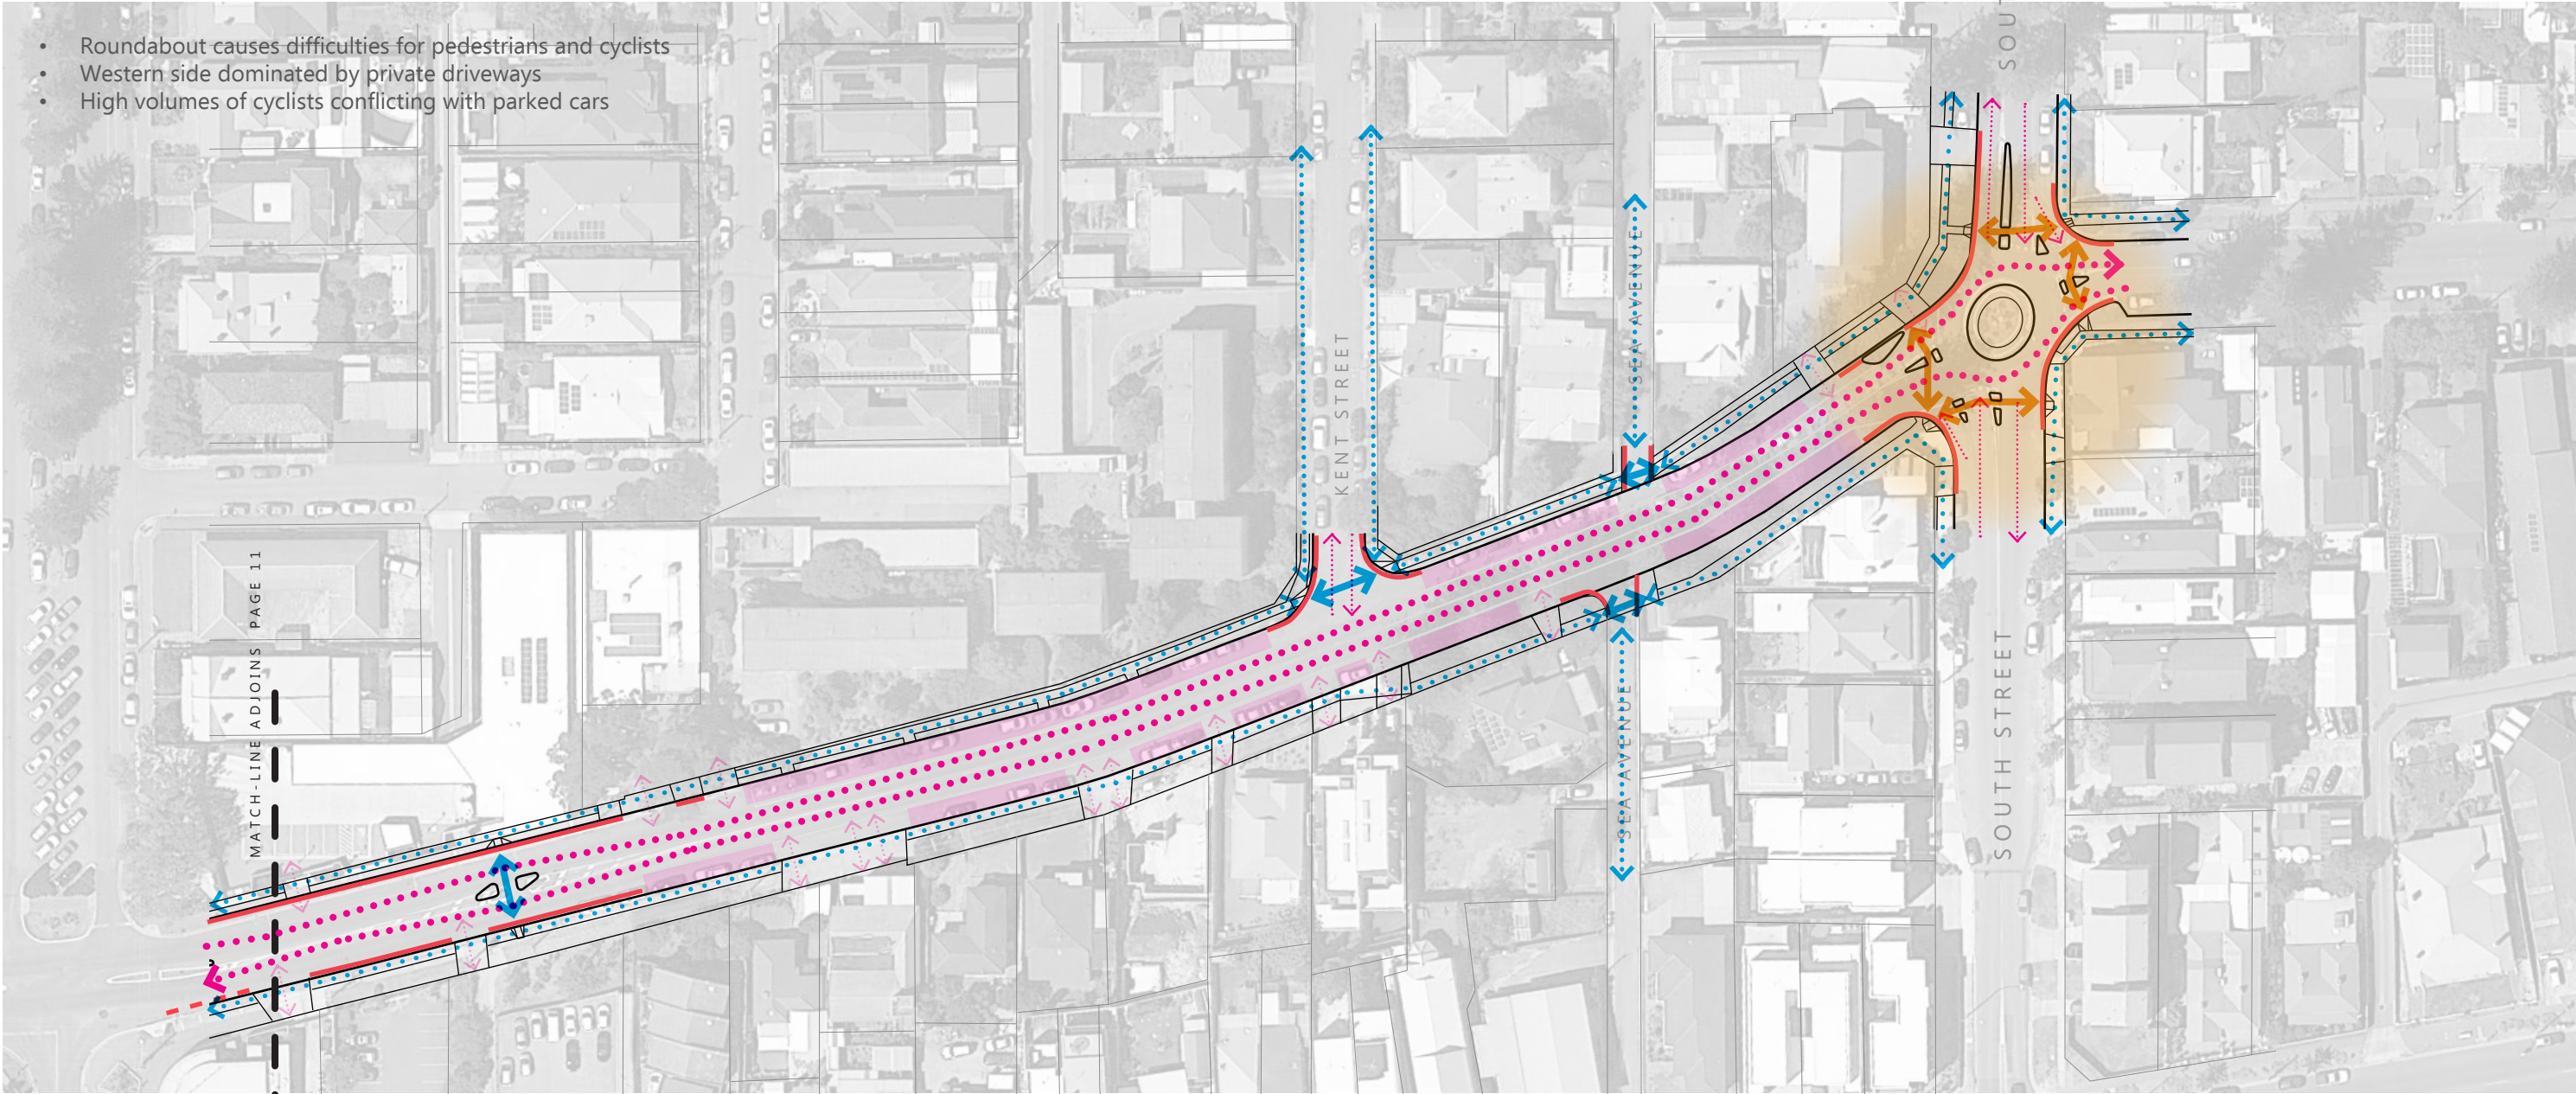 • Roundabout causes difficulties for pedestrians and cyclists
• Western side dominated by private driveways
• High volumes of cyclists conflicting with parked cars
SOU
SEA AVENUE
KENT STREET
MATCH-LINE ADJOINS PAGE 11
SEA AVENUE
SOUTH STREET